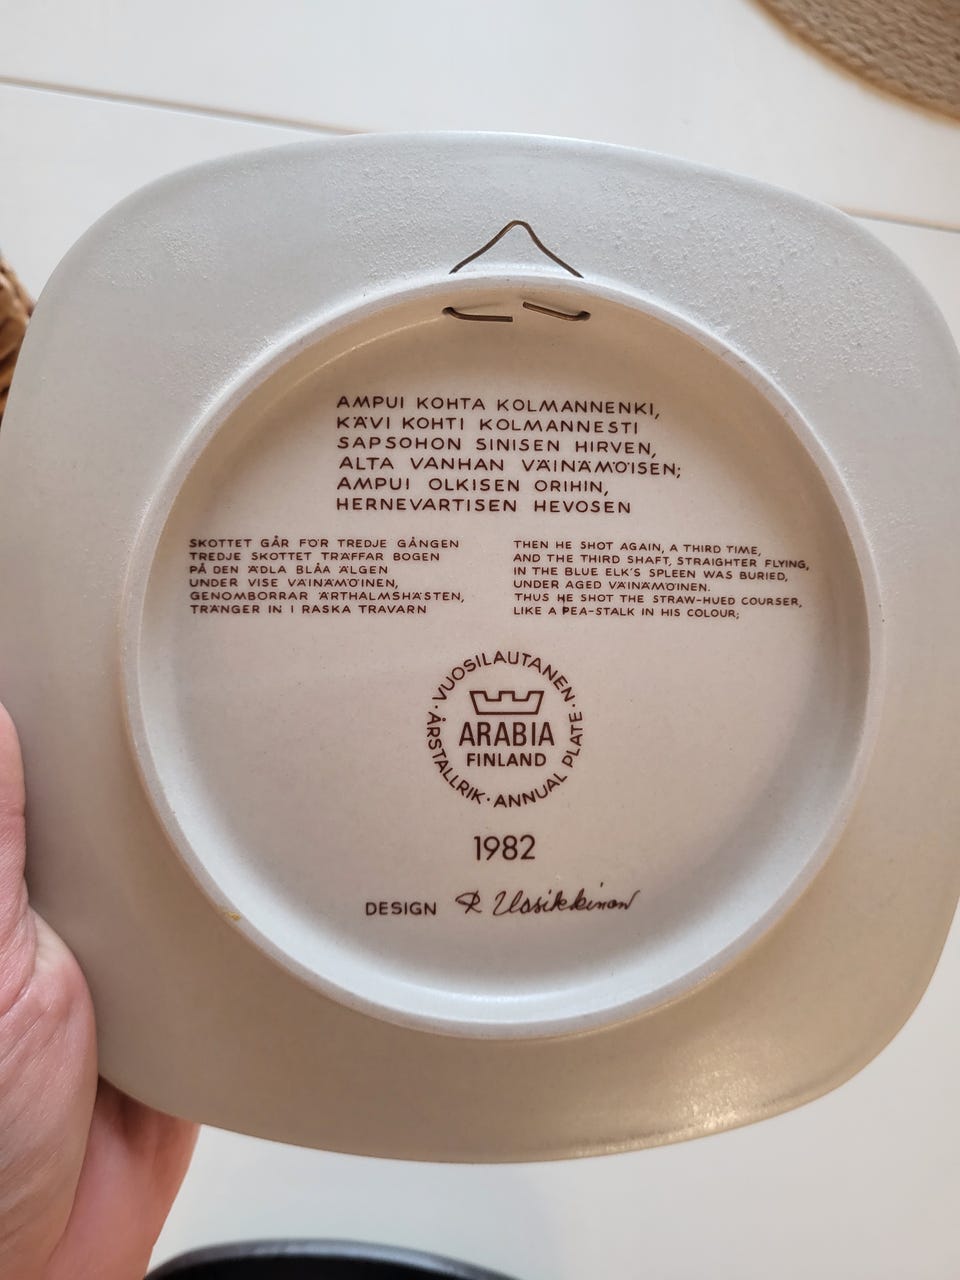 AMPUI KOHTA KOLMANNENKI,
KÄVI KOHTI KOLMANNESTI
SAPSOHON SINISEN HIRVEN,
ALTA VANHAN VÄINÄMÖISEN;
AMPUI OLKISEN ORIHIN,
HERNEVARTISEN HEVOSEN
SKOTTET GÅR FÖR TREDJE GÅNGEN
TREDJE SKOTTET TRÄFFAR BOGEN
PÅ DEN ÄDLA BLÅA ÄLGEN
UNDER VISE VÄINÄMÖINEN,
GENOMBORRAR ÄRTHALMSHÄSTEN,
TRÄNGER IN I RASKA TRAVARN
THEN HE SHOT AGAIN, A THIRD TIME,
AND THE THIRD SHAFT, STRAIGHTER FLYING,
IN THE BLUE ELK'S SPLEEN WAS BURIED,
UNDER AGED VÄINÄMÖINEN.
THUS HE SHOT THE STRAW-HUED COURSER,
LIKE A PEA-STALK IN HIS COLOUR;
· VUOSILAUTANEN ·
ARABIA
FINLAND
ÅRSTALLRIK · ANNUAL PLATE
1982
DESIGN R Uosikkinen